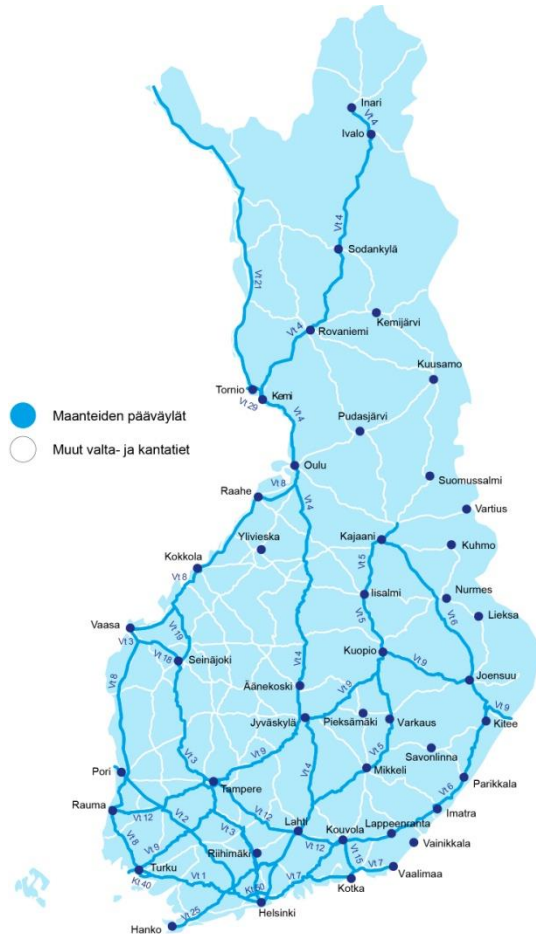 Inari
Vt 4
Ivalo
Vt 4
Sodankylä
Vt 21
Kemijärvi
Vt 4
Rovaniemi
Kuusamo
Tornio
Kemi
Vt 29
Maanteiden pääväylät
Vt 4
Pudasjärvi
Muut valta- ja kantatiet
Oulu
Suomussalmi
Vt 8
Raahe
Vt 4
Vartius
Ylivieska
Kajaani
Kuhmo
Vt 5
Kokkola
Vt 8
Iisalmi
Nurmes
Vt 6
Lieksa
Vaasa
Vt 3
Vt 19
Vt 5
Vt 18
Seinäjoki
Kuopio
Vt 9
Vt 8
Vt 4
Joensuu
Äänekoski
Vt 9
Vt 9
Jyväskylä
Pieksämäki
Varkaus
Kitee
Vt 3
Vt 9
Vt 5
Savonlinna
Pori
Vt 4
Mikkeli
Tampere
Parikkala
Vt 6
Rauma
Vt 12
Vt 2
Vt 3
Vt 12
Lahti
Imatra
Lappeenranta
Kouvola
Vt 8
Vt 9
Riihimäki
Vt 12
Vainikkala
Turku
Vt 15
Vt 7
Vaalimaa
Kt 40
Vt 1
Kt 50
Vt 7
Kotka
Helsinki
Vt 25
Hanko